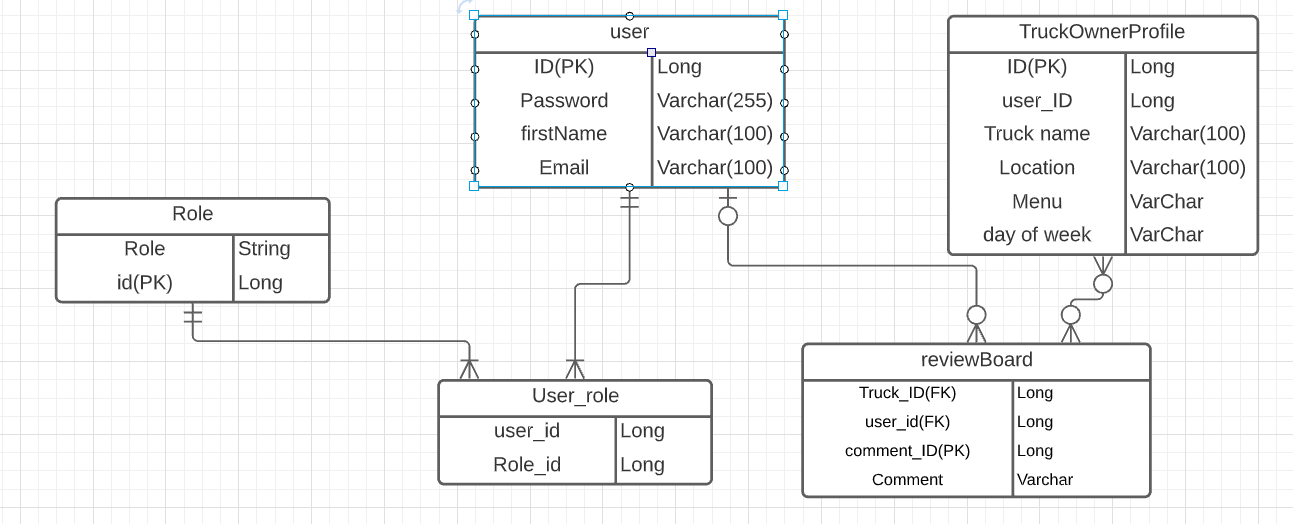 user
ID(PK) Long
Password Varchar(255)
firstName Varchar(100)
Email Varchar(100)
TruckOwnerProfile
ID(PK) Long
user_ID Long
Truck name Varchar(100)
Location Varchar(100)
Menu VarChar
day of week VarChar
Role
Role String
id(PK) Long
User_role
user_id Long
Role_id Long
reviewBoard
Truck_ID(FK) Long
user_id(FK) Long
comment_ID(PK) Long
Comment Varchar